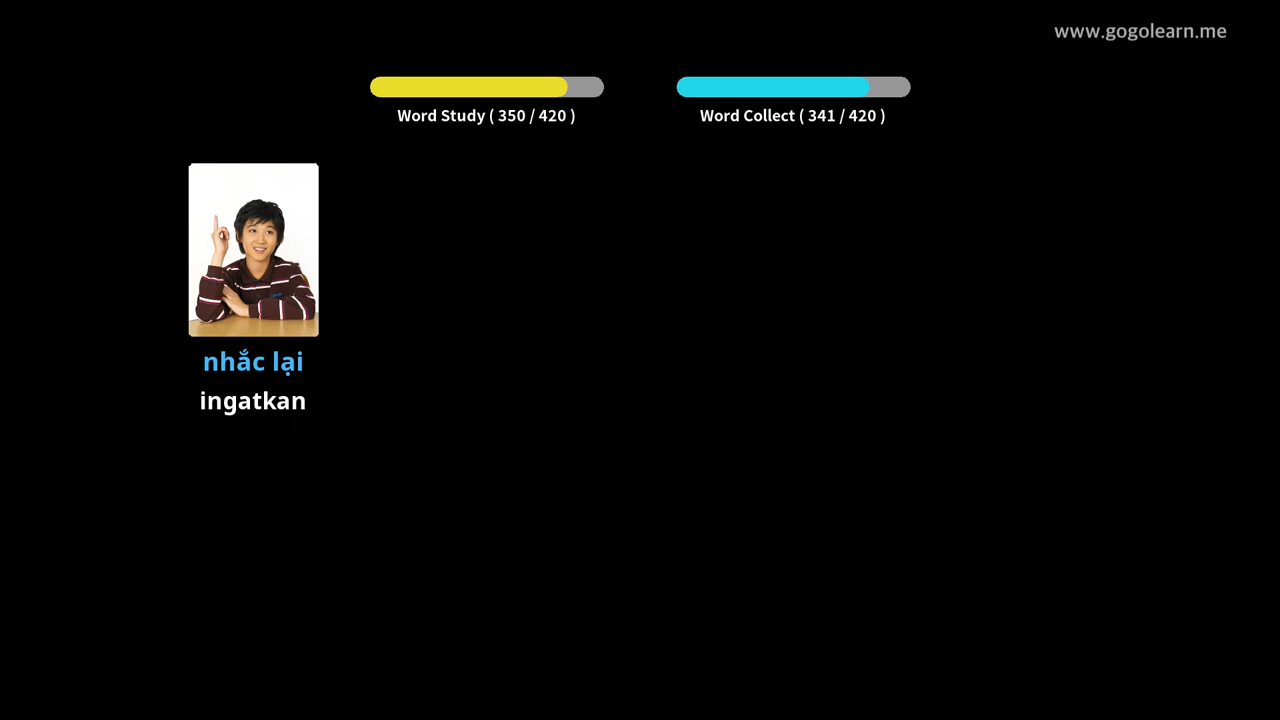 www.gogolearn.me
Word Study ( 350 / 420 )
Word Collect ( 341 / 420 )
nhắc lại
ingatkan